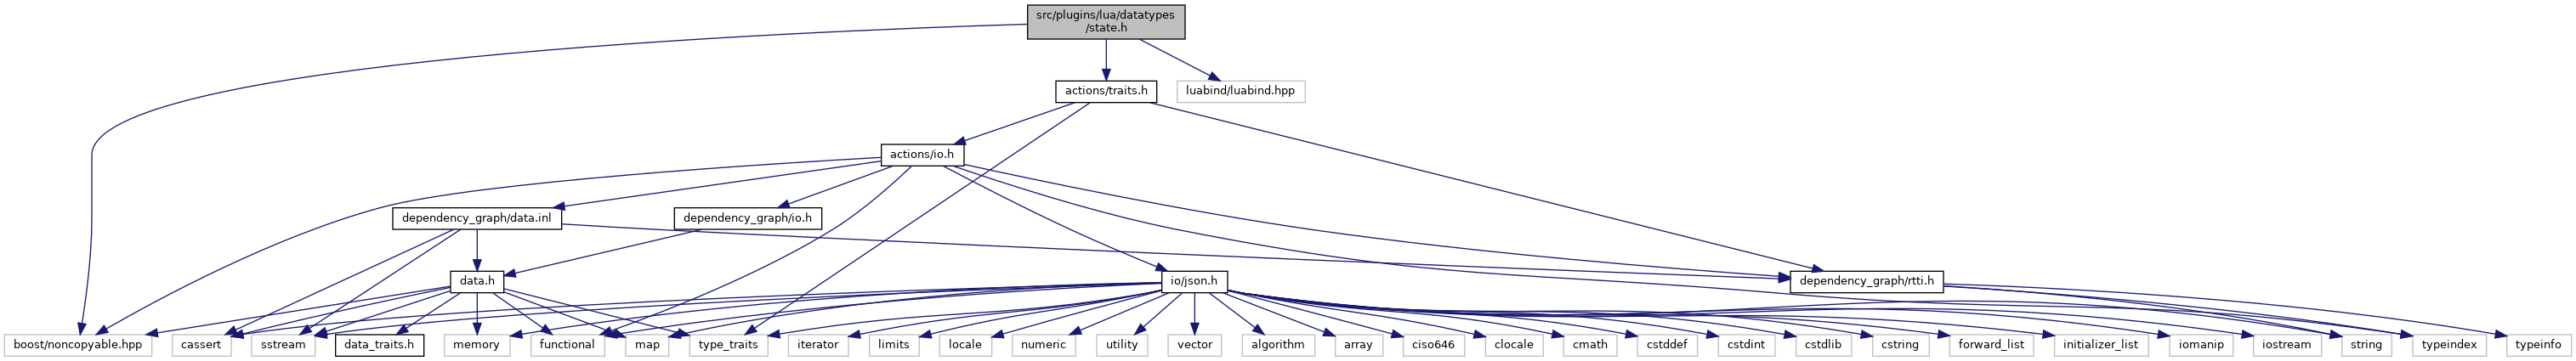 src/plugins/lua/datatypes
/state.h
actions/traits.h
luabind/luabind.hpp
actions/io.h
dependency_graph/data.inl
dependency_graph/io.h
data.h
io/json.h
dependency_graph/rtti.h
boost/noncopyable.hpp
cassert
sstream
data_traits.h
memory
functional
map
type_traits
iterator
limits
locale
numeric
utility
vector
algorithm
array
ciso646
clocale
cmath
cstddef
cstdint
cstdlib
cstring
forward_list
initializer_list
iomanip
iostream
string
typeindex
typeinfo